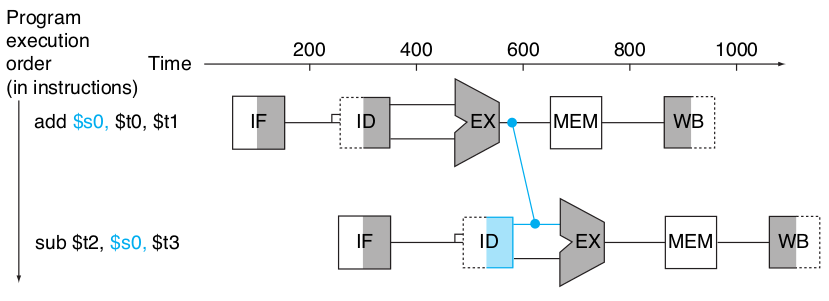 Program
execution
order
(in instructions)
Time
200 400 600 800 1000
add $s0, $t0, $t1
IF ID EX MEM WB
sub $t2, $s0, $t3
IF ID EX MEM WB